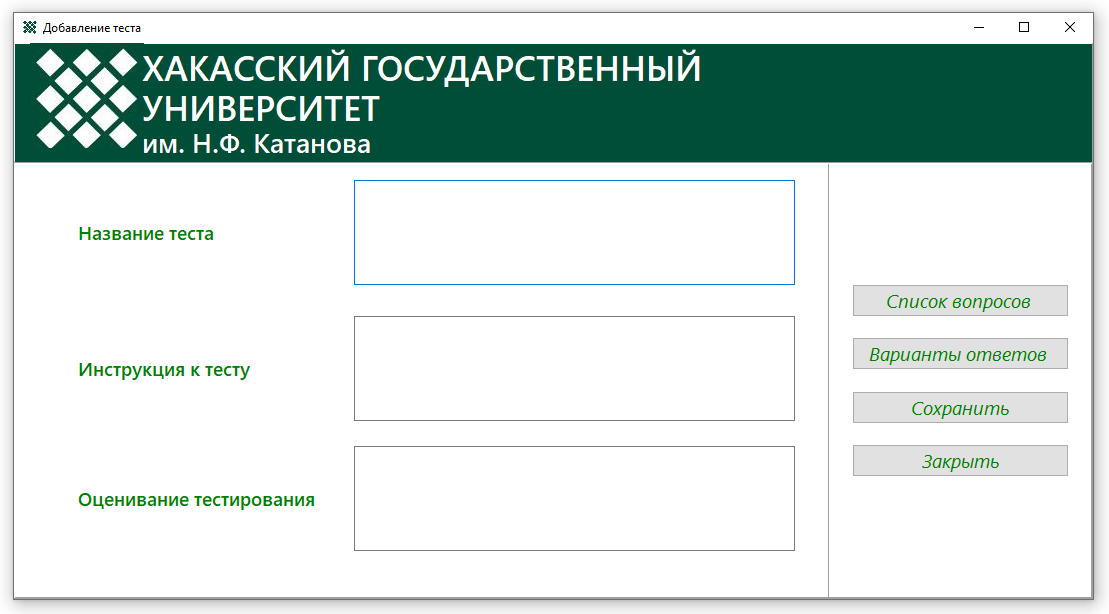 Добавление теста
ХАКАССКИЙ ГОСУДАРСТВЕННЫЙ
УНИВЕРСИТЕТ
им. Н.Ф. Катанова
Название теста
Инструкция к тесту
Оценивание тестирования
Список вопросов
Варианты ответов
Сохранить
Закрыть